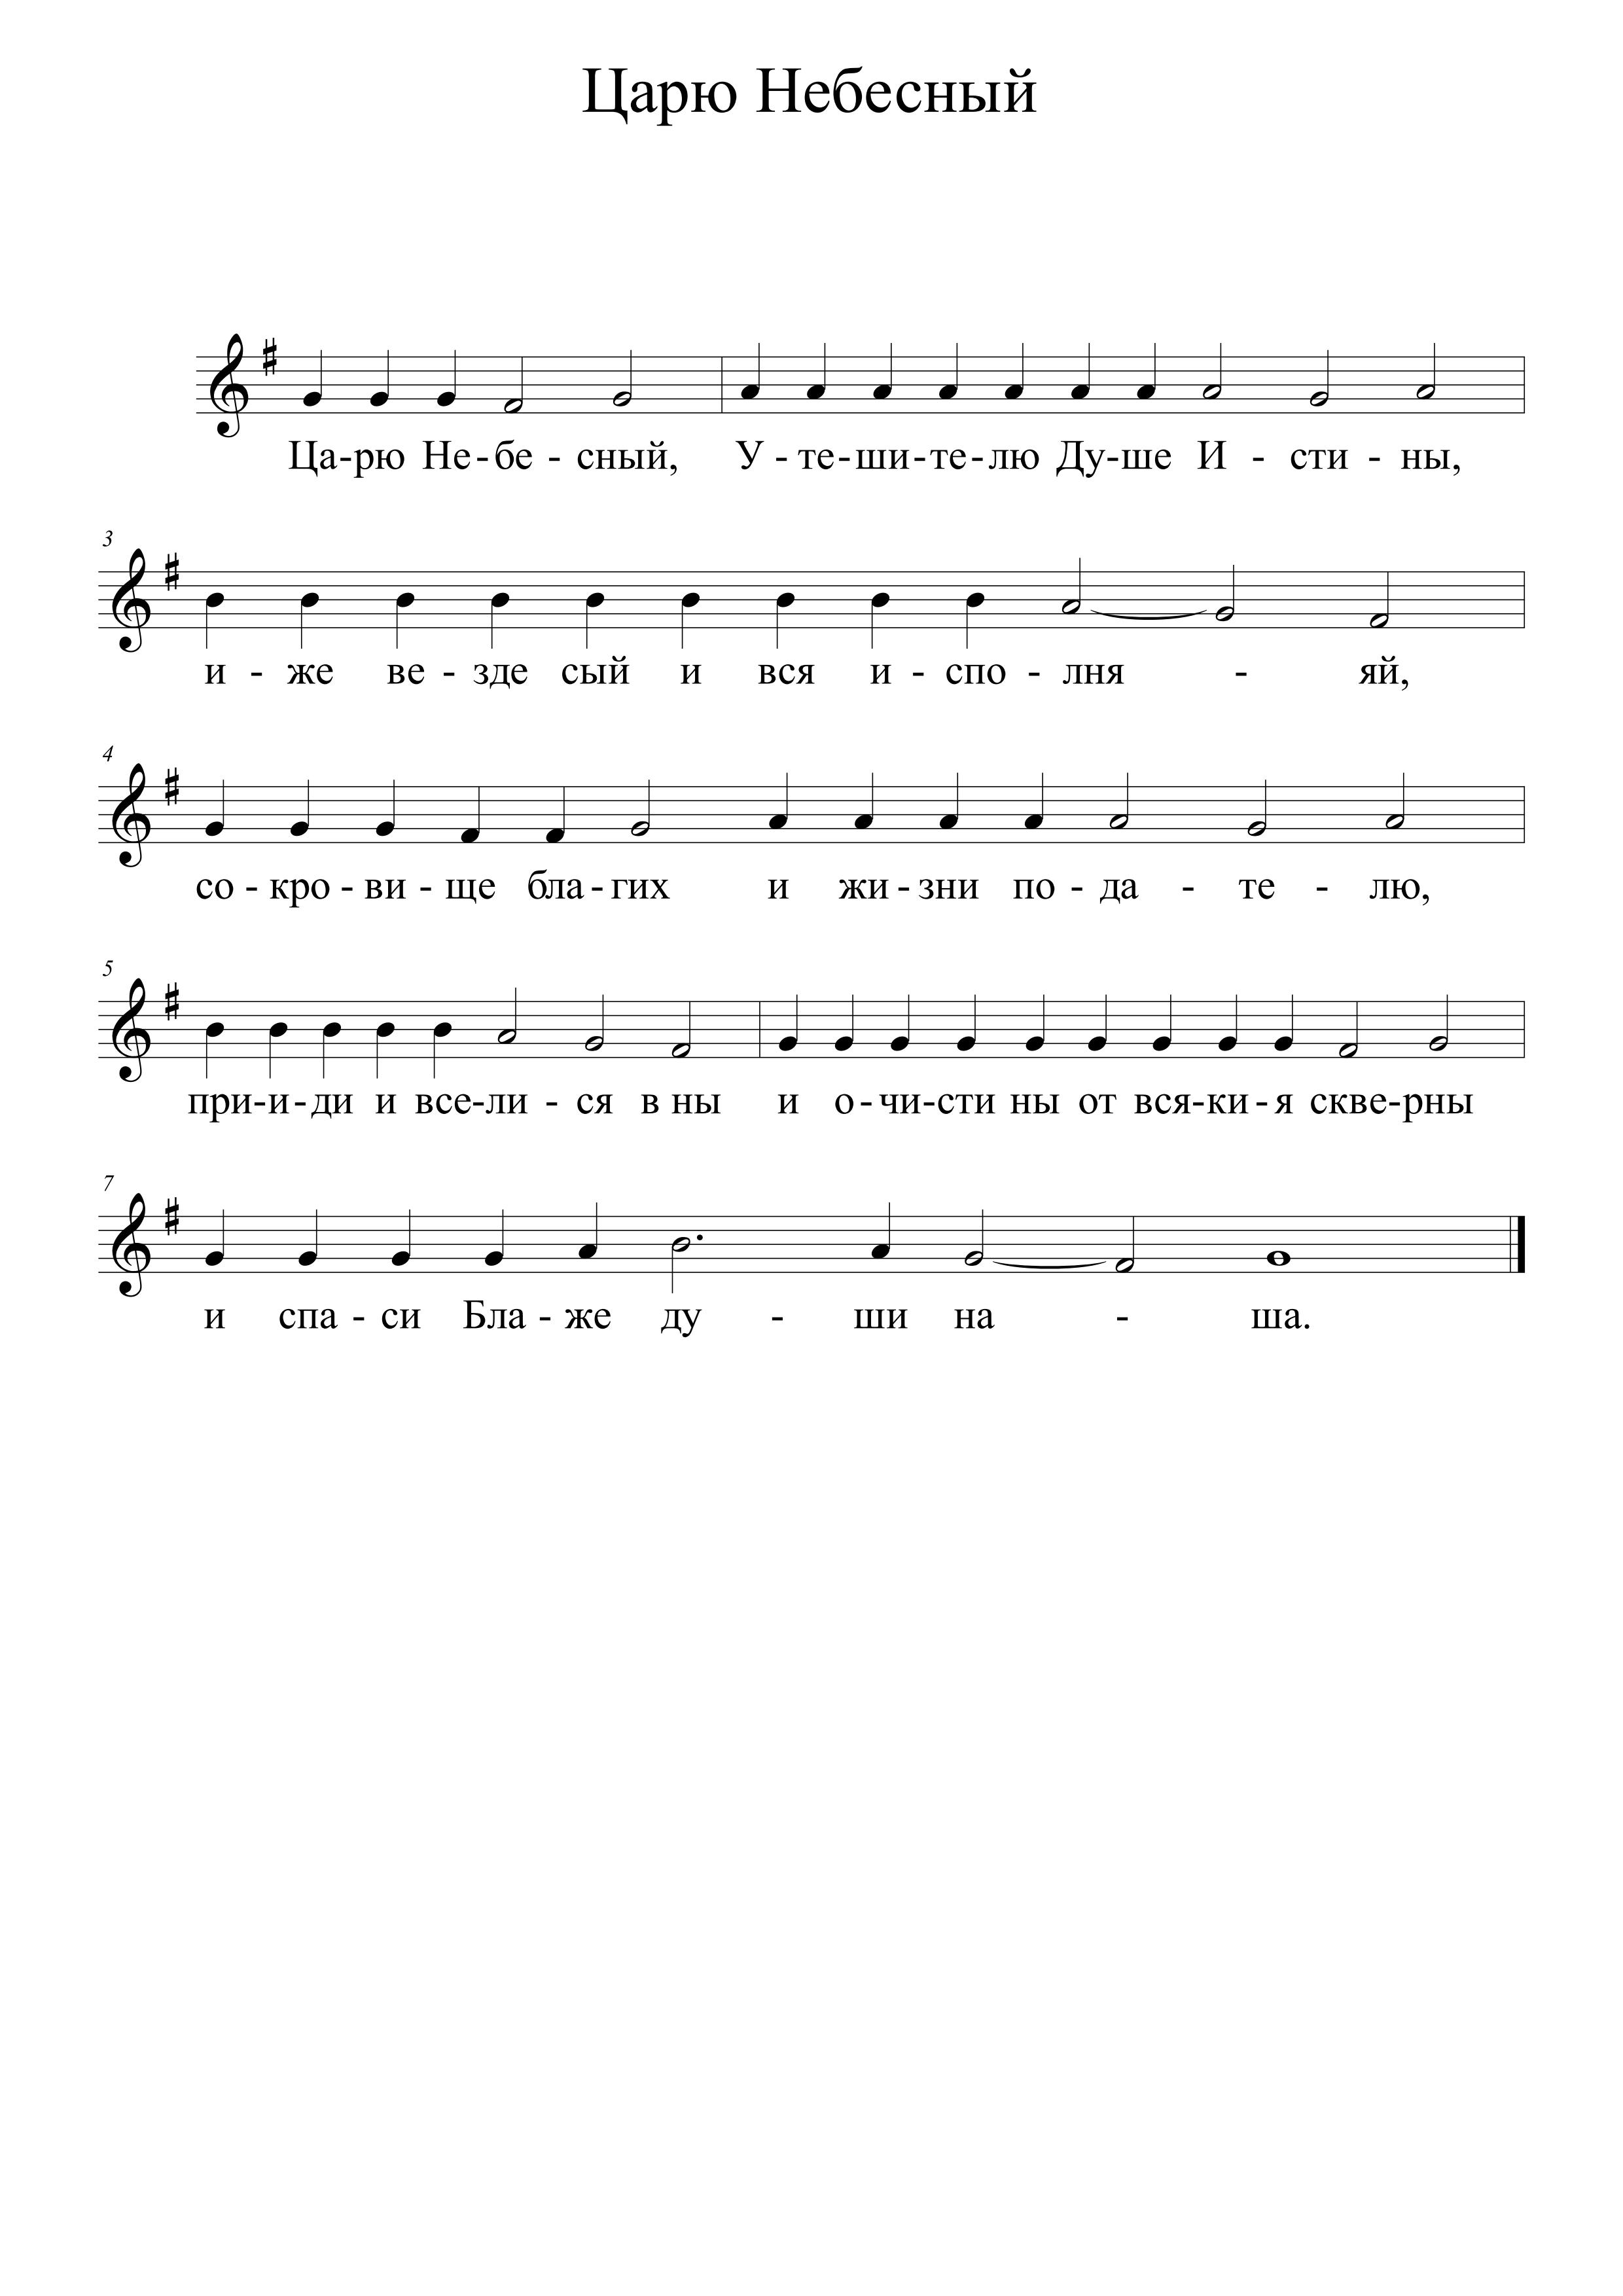 Царю Небесный
Ца-рю Не-бе-сный, У-те-ши-те-лю Ду-ше И-сти-ны,
3
и-же ве-зде сый и вся и-спо-лня-яй,
4
со-кро-ви-ще бла-гих и жи-зни по-да-те-лю,
5
при-и-ди и все-ли-ся в ны и о-чи-сти ны от вся-ки-я скве-рны
7
и спа-си Бла-же ду-ши на-ша.